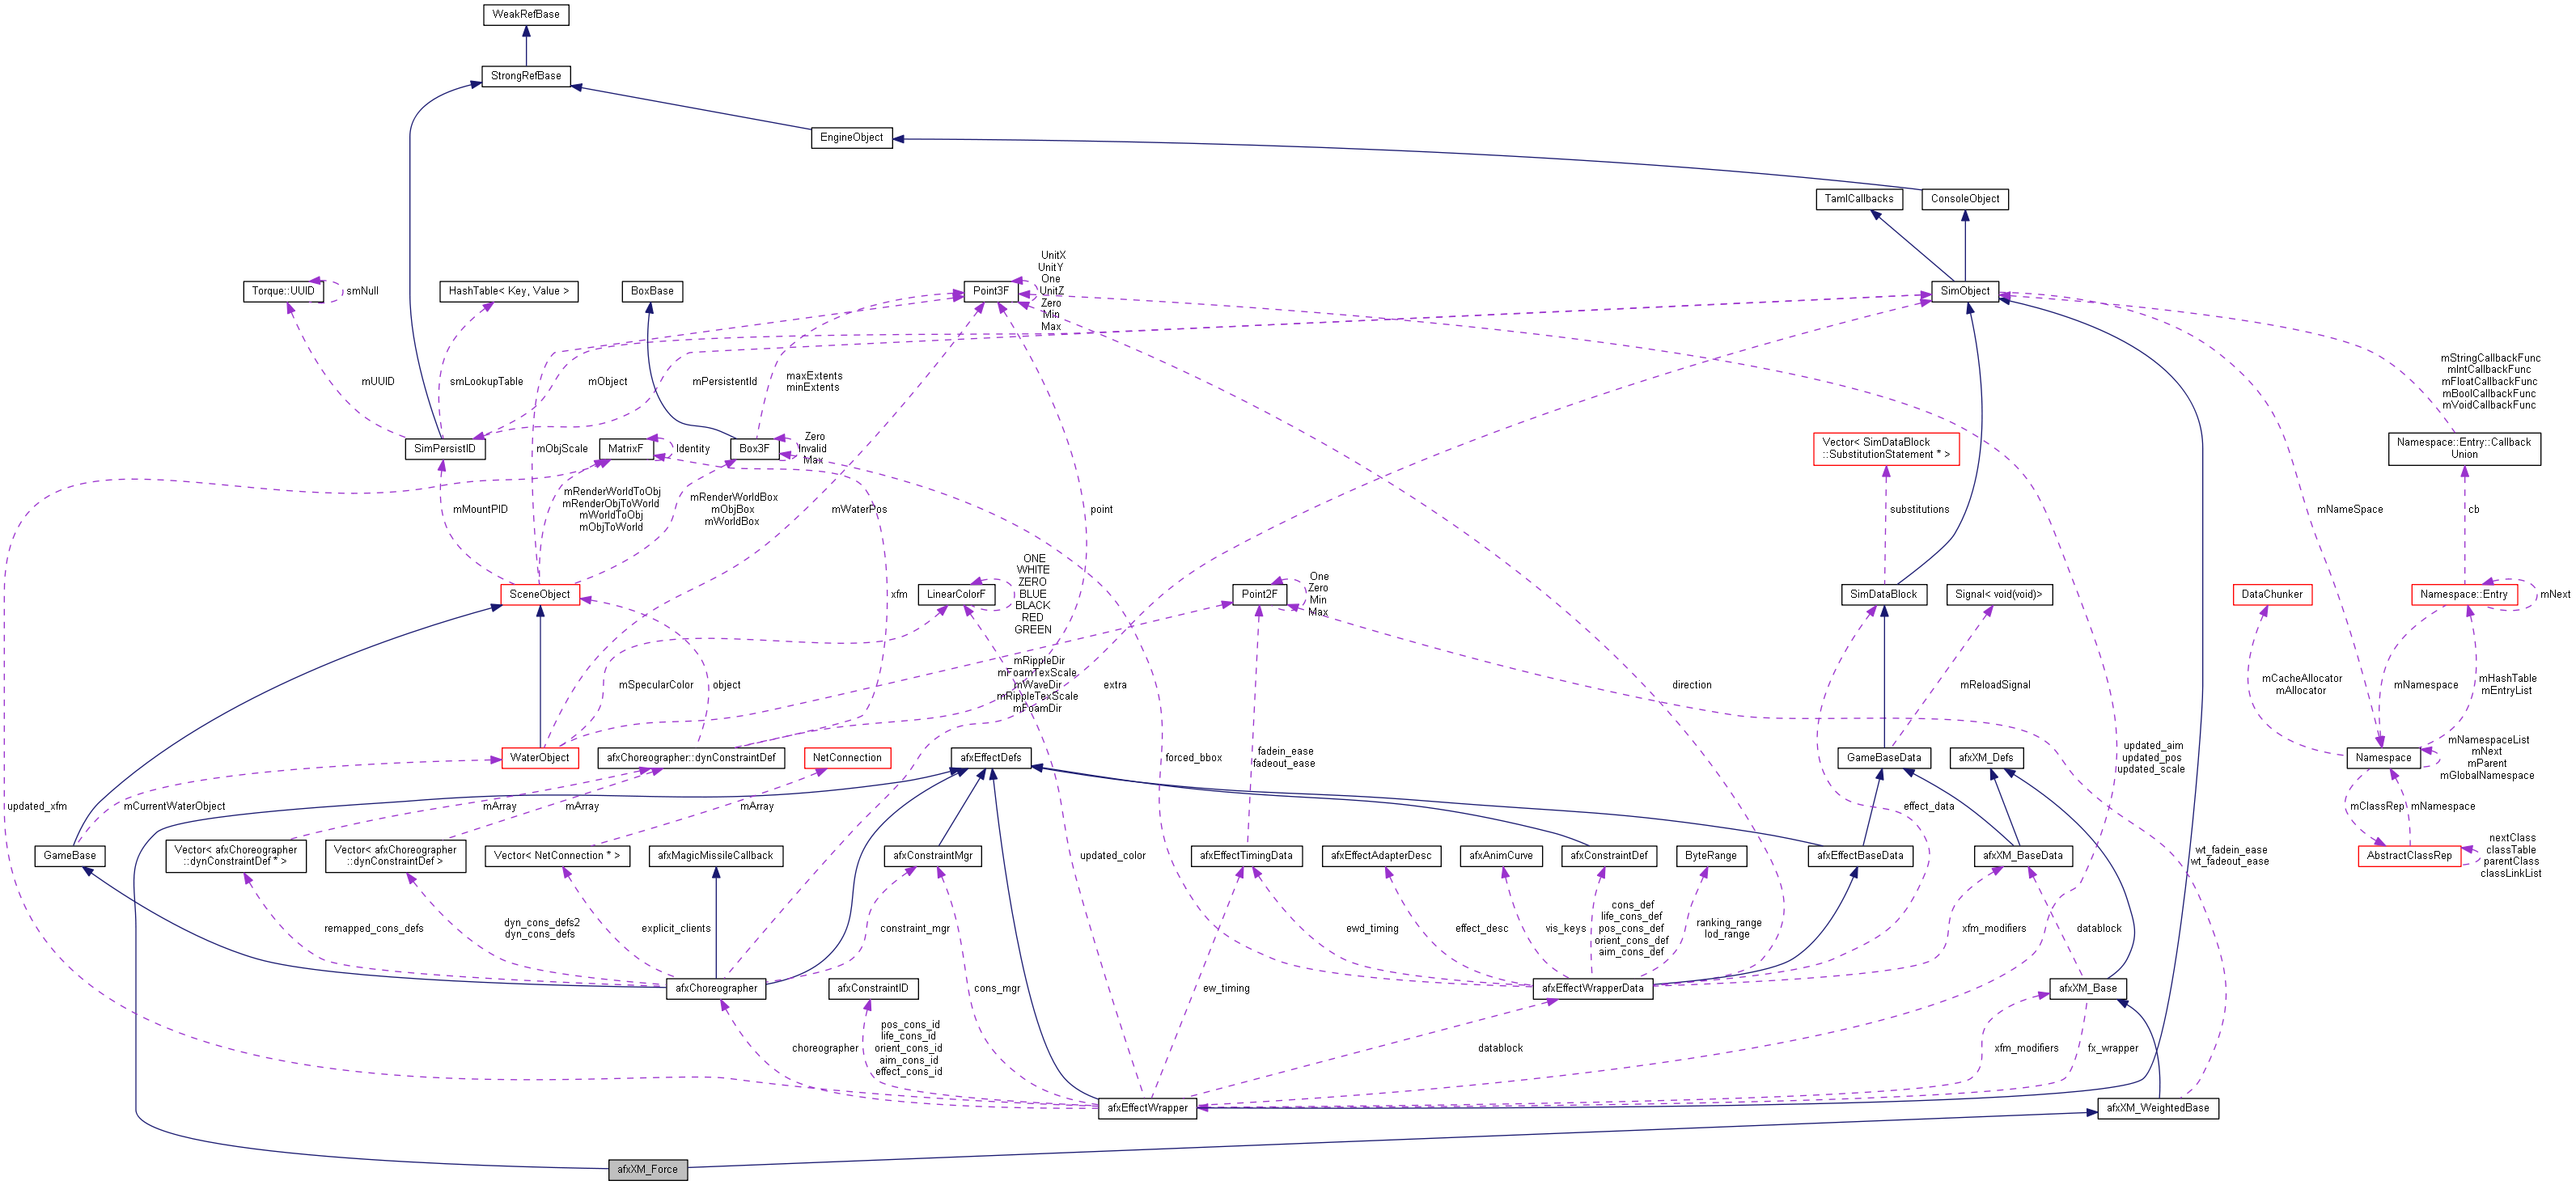 WeakRefBase
StrongRefBase
EngineObject
TamlCallbacks
ConsoleObject
UnitX
UnitY
One
UnitZ
Zero
Min
Max
Torque::UUID
smNull
HashTable< Key, Value >
BoxBase
Point3F
SimObject
mUUID
smLookupTable
mObject
mPersistentId
maxExtents
minExtents
mStringCallbackFunc
mIntCallbackFunc
mFloatCallbackFunc
mBoolCallbackFunc
mVoidCallbackFunc
SimPersistID
mObjScale
MatrixF
Identity
Box3F
Zero
Invalid
Max
Vector< SimDataBlock
::SubstitutionStatement * >
Namespace::Entry::Callback
Union
mMountPID
mRenderWorldToObj
mRenderObjToWorld
mWorldToObj
mObjToWorld
mRenderWorldBox
mObjBox
mWorldBox
mWaterPos
point
substitutions
mNameSpace
cb
SceneObject
xfm
LinearColorF
ONE
WHITE
ZERO
BLUE
BLACK
RED
GREEN
Point2F
One
Zero
Min
Max
SimDataBlock
Signal< void(void)>
DataChunker
Namespace::Entry
mNext
mSpecularColor
object
mRippleDir
mFoamTexScale
mWaveDir
mRippleTexScale
mFoamDir
extra
direction
mReloadSignal
mCacheAllocator
mAllocator
mNamespace
mHashTable
mEntryList
WaterObject
afxChoreographer::dynConstraintDef
NetConnection
afxEffectDefs
fadein_ease
fadeout_ease
forced_bbox
GameBaseData
afxXM_Defs
updated_aim
updated_pos
updated_scale
Namespace
mNamespaceList
mNext
mParent
mGlobalNamespace
updated_xfm
mCurrentWaterObject
mArray
mArray
mArray
effect_data
mClassRep
mNamespace
GameBase
Vector< afxChoreographer
::dynConstraintDef * >
Vector< afxChoreographer
::dynConstraintDef >
Vector< NetConnection * >
afxMagicMissileCallback
afxConstraintMgr
updated_color
afxEffectTimingData
afxEffectAdapterDesc
afxAnimCurve
afxConstraintDef
ByteRange
afxEffectBaseData
afxXM_BaseData
wt_fadein_ease
wt_fadeout_ease
AbstractClassRep
nextClass
classTable
parentClass
classLinkList
remapped_cons_defs
dyn_cons_defs2
dyn_cons_defs
explicit_clients
constraint_mgr
ewd_timing
effect_desc
vis_keys
cons_def
life_cons_def
pos_cons_def
orient_cons_def
aim_cons_def
ranking_range
lod_range
xfm_modifiers
datablock
afxChoreographer
afxConstraintID
cons_mgr
ew_timing
afxEffectWrapperData
afxXM_Base
choreographer
pos_cons_id
life_cons_id
orient_cons_id
aim_cons_id
effect_cons_id
datablock
xfm_modifiers
fx_wrapper
afxEffectWrapper
afxXM_WeightedBase
afxXM_Force